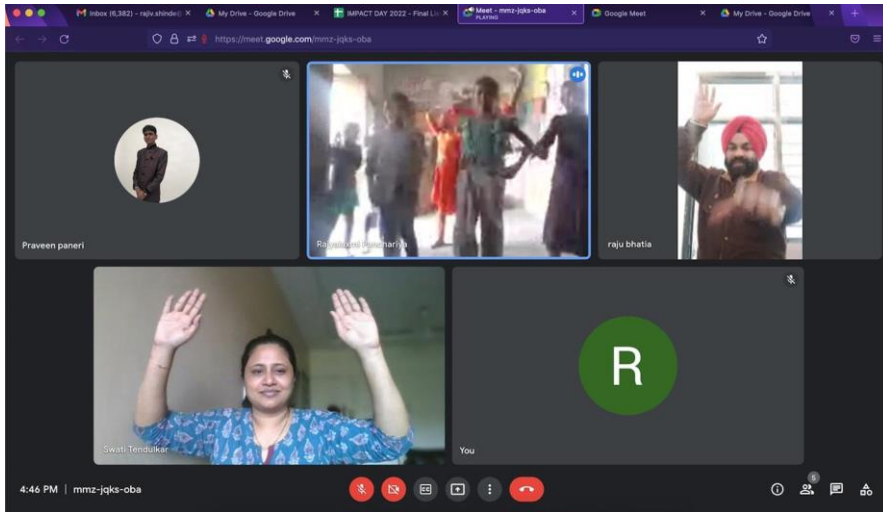 Inbox (6,382) - rajiv.shinde@
My Drive - Google Drive
IMPACT DAY 2022 - Final Liv
Meet - mmz-jqks-oba
PLAYING
Google Meet
My Drive - Google Drive
https://meet.google.com/mmz-jqks-oba
Praveen paneri
raju bhatia
Swati Tendulkar
R
You
4:46 PM | mmz-jqks-oba
CC
5